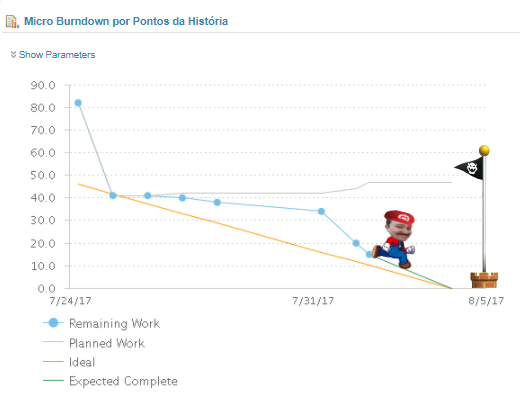 Micro Burndown por Pontos da História
Show Parameters
90.0
80.0
70.0
60.0
50.0
40.0
30.0
20.0
10.0
0.0
7/24/17 7/31/17 8/5/17
Remaining Work
Planned Work
Ideal
Expected Complete